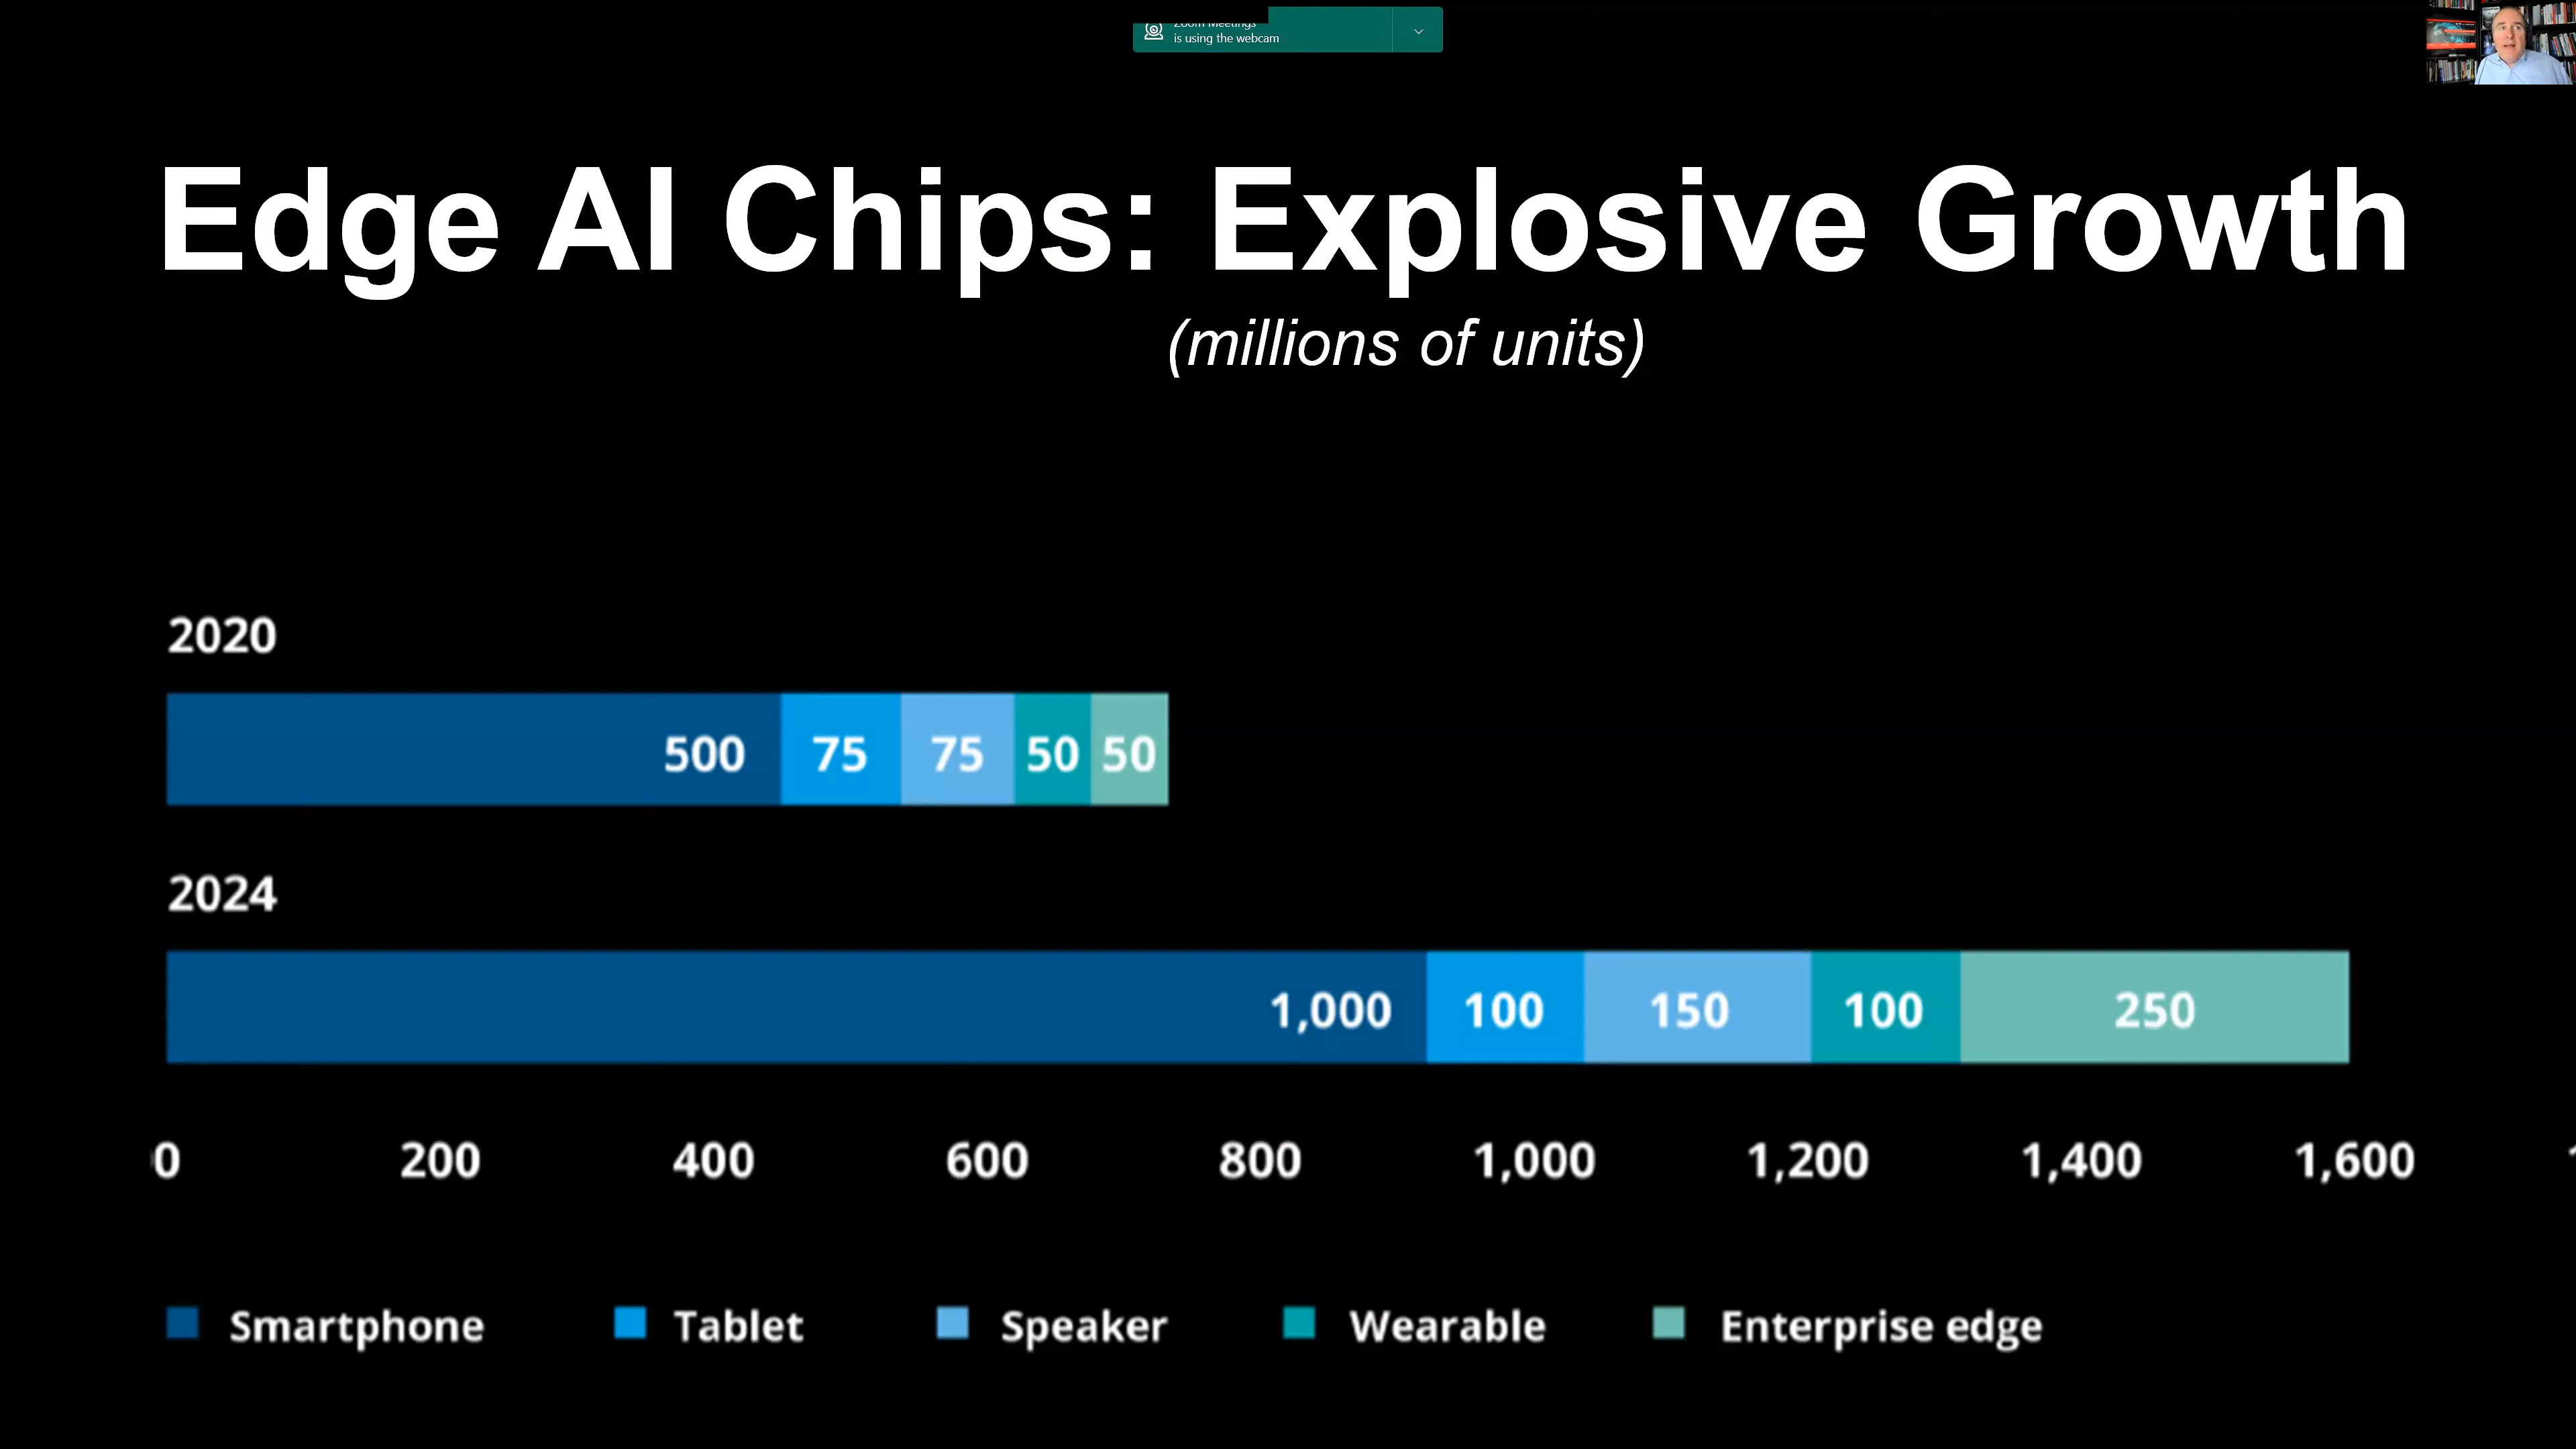 Zoom Meetings
is using the webcam
Edge AI Chips: Explosive Growth
(millions of units)
2020
500 75 75 50 50
2024
1,000 100 150 100 250
0 200 400 600 800 1,000 1,200 1,400 1,600
Smartphone Tablet Speaker Wearable Enterprise edge